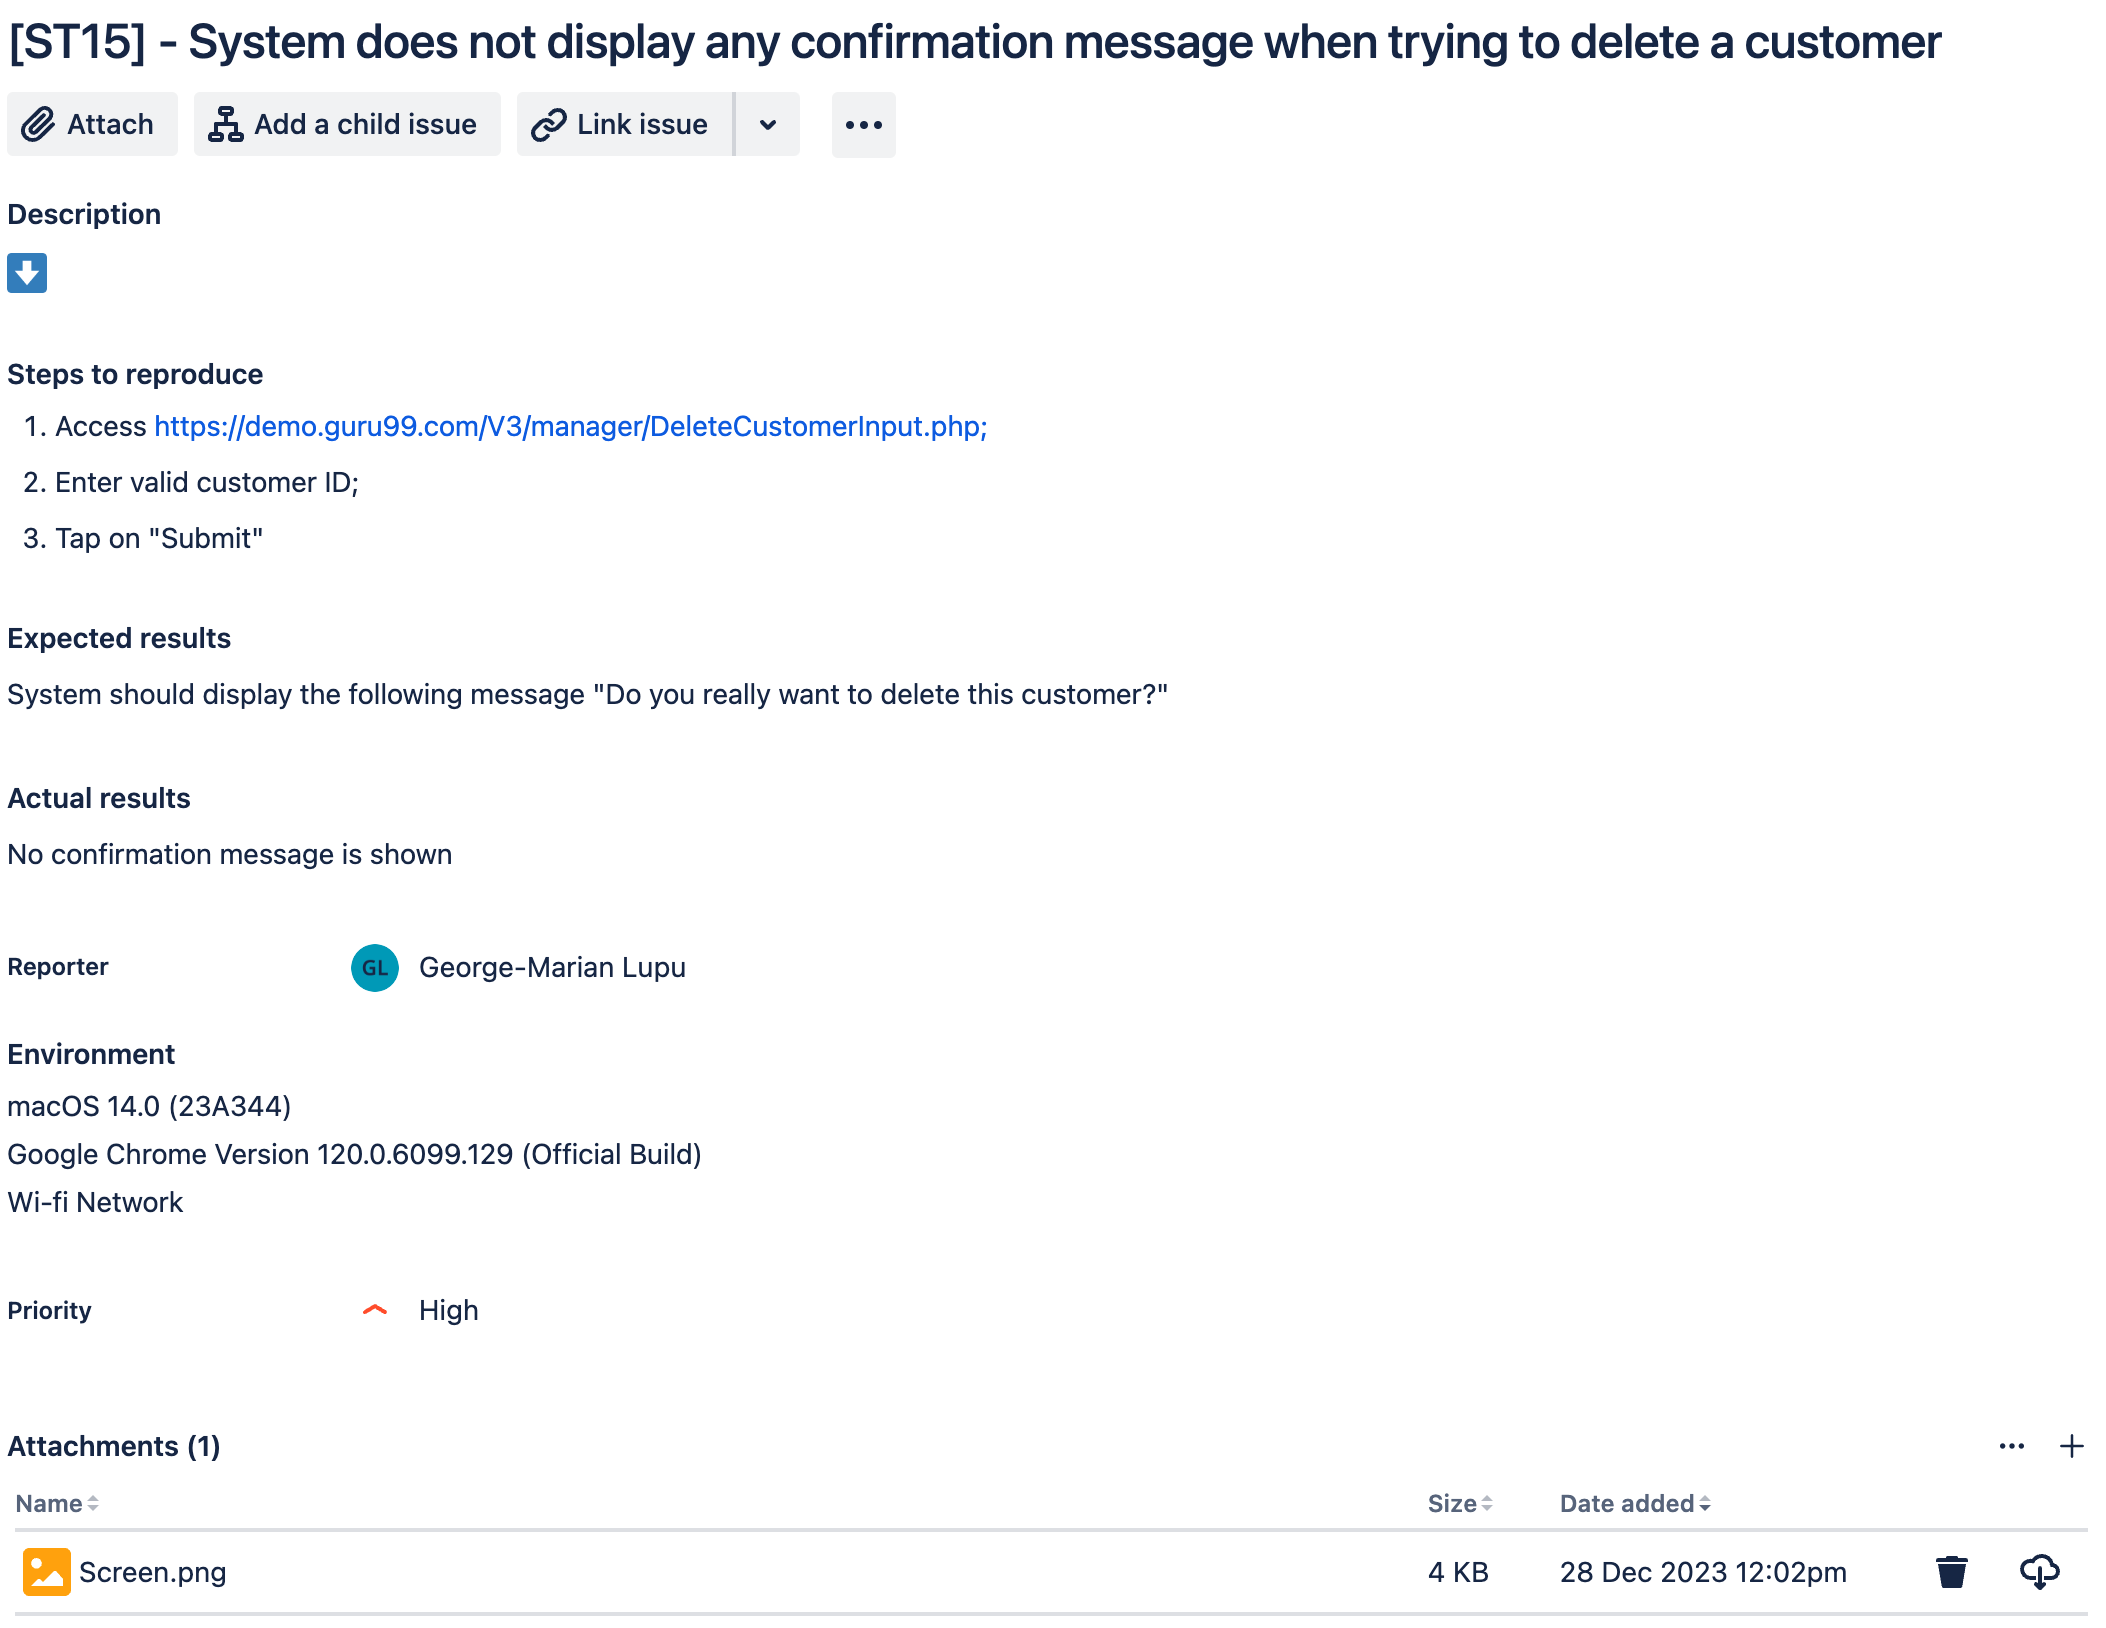 [ST15] - System does not display any confirmation message when trying to delete a customer
Attach Add a child issue Link issue
Description
Steps to reproduce
1. Access https://demo.guru99.com/V3/manager/DeleteCustomerInput.php;
2. Enter valid customer ID;
3. Tap on "Submit"
Expected results
System should display the following message "Do you really want to delete this customer?"
Actual results
No confirmation message is shown
Reporter GL George-Marian Lupu
Environment
macOS 14.0 (23A344)
Google Chrome Version 120.0.6099.129 (Official Build)
Wi-fi Network
Priority High
Attachments (1)
Name Size Date added
Screen.png 4 KB 28 Dec 2023 12:02pm